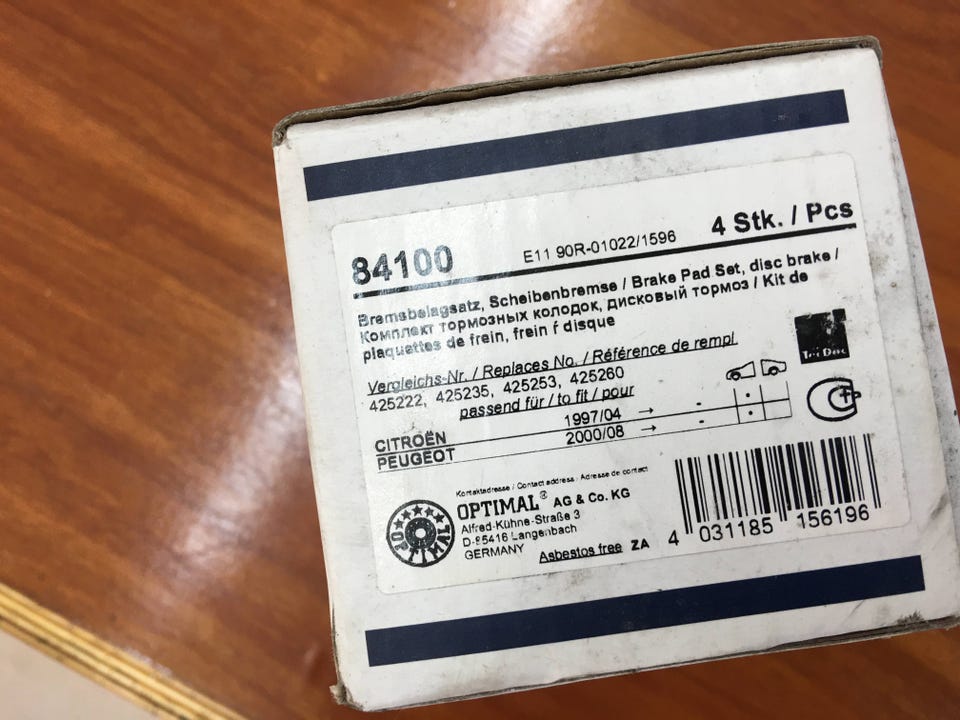 84100 E11 90R-01022/1596 4 Stk. / Pcs
Bremsbelagsatz, Scheibenbremse / Brake Pad Set, disc brake /
Комплект тормозных колодок, дисковый тормоз / Kit de
plaquettes de frein, frein ŕ disque
Vergleichs-Nr. / Replaces No. / Référence de rempl.
425222, 425235, 425253, 425260
passend für / to fit / pour
CITROËN 1997/04 → -
PEUGEOT 2000/08 → -
Tri Doc
Kontaktadresse / Contact address / Adresse de contact
OPTIMAL® AG & Co. KG
Alfred-Kühne-Straße 3
D-85416 Langenbach
GERMANY Asbestos free ZA
OPTIMAL
4 031185 156196